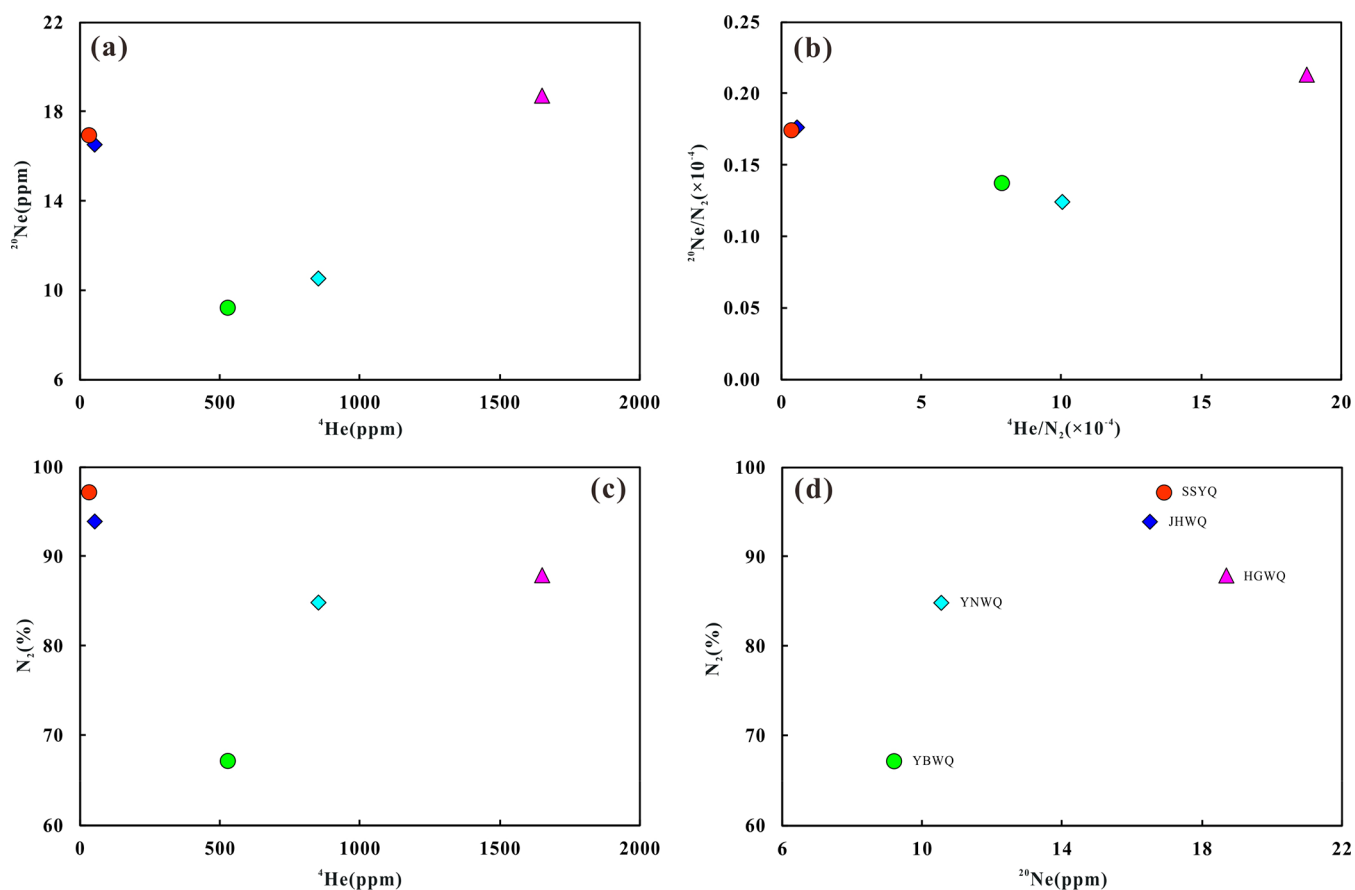 (a)
22
18
14
10
6
²⁰Ne(ppm)
0 500 1000 1500 2000
⁴He(ppm)
(b)
0.25
0.20
0.15
0.10
0.05
0.00
²⁰Ne/N₂(×10⁻⁴)
0 5 10 15 20
⁴He/N₂(×10⁻⁴)
(c)
100
90
80
70
60
N₂(%)
0 500 1000 1500 2000
⁴He(ppm)
(d)
100
90
80
70
60
N₂(%)
SSYQ
JHWQ
HGWQ
YNWQ
YBWQ
6 10 14 18 22
²⁰Ne(ppm)